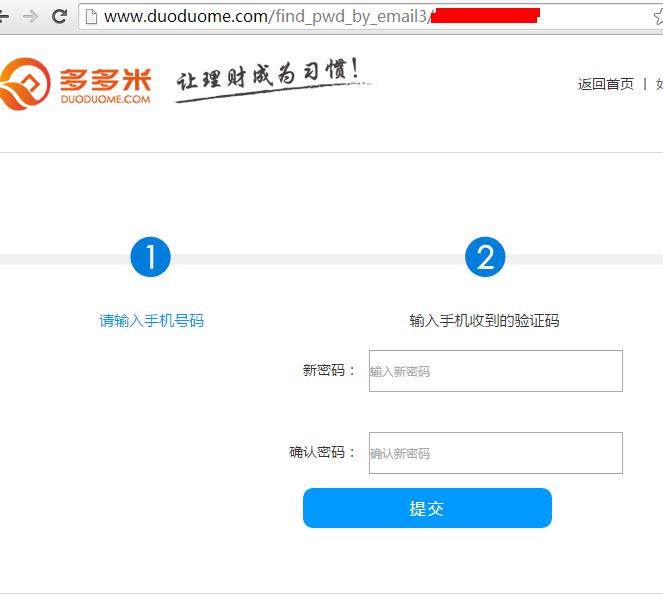 www.duoduome.com/find_pwd_by_email3/
多多米
DUODUOME.COM
让理财成为习惯!
返回首页 |
1
2
请输入手机号码
输入手机收到的验证码
新密码：
输入新密码
确认密码：
确认新密码
提交